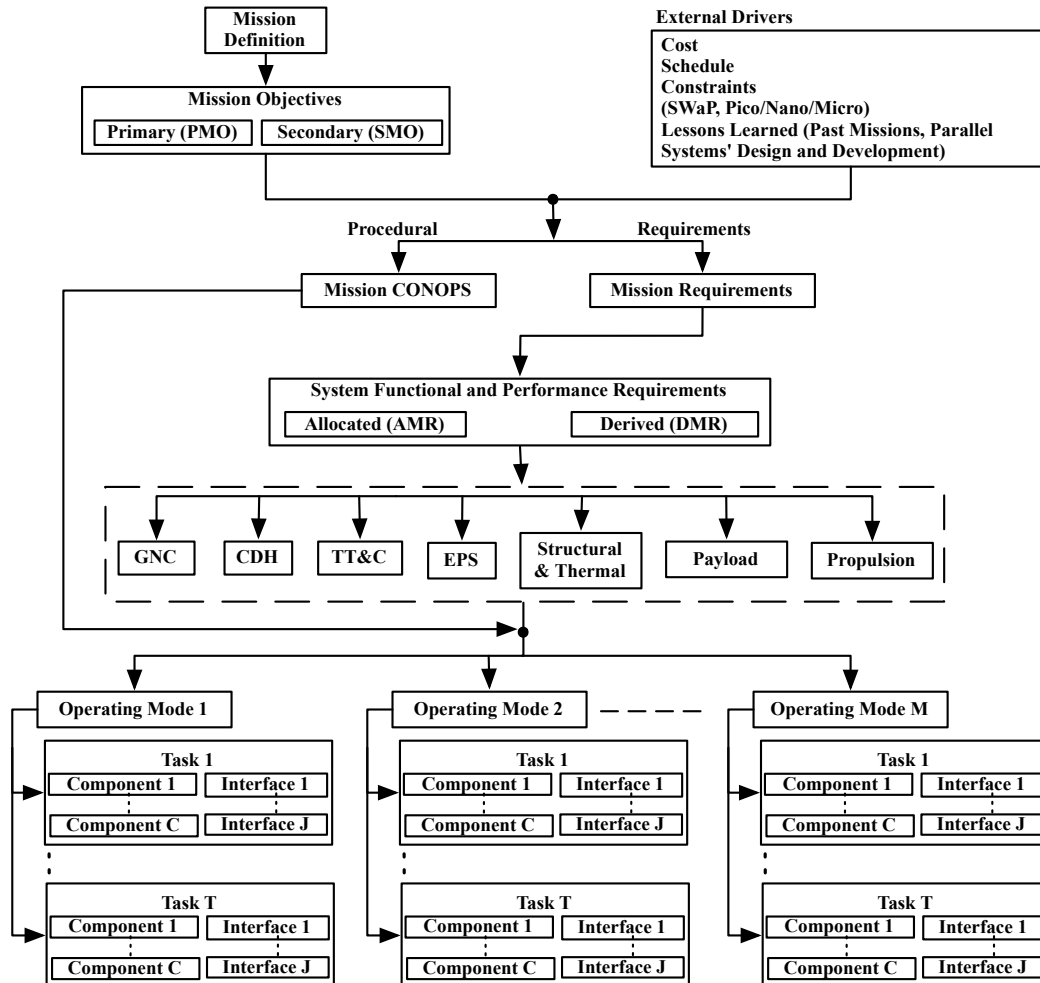 Mission
Definition
External Drivers
Cost
Schedule
Constraints
(SWaP, Pico/Nano/Micro)
Lessons Learned (Past Missions, Parallel
Systems' Design and Development)
Mission Objectives
Primary (PMO)
Secondary (SMO)
Procedural
Requirements
Mission CONOPS
Mission Requirements
System Functional and Performance Requirements
Allocated (AMR)
Derived (DMR)
GNC
CDH
TT&C
EPS
Structural
& Thermal
Payload
Propulsion
Operating Mode 1
Operating Mode 2
Operating Mode M
Task 1
Component 1
Interface 1
Component C
Interface J
Task 1
Component 1
Interface 1
Component C
Interface J
Task 1
Component 1
Interface 1
Component C
Interface J
Task T
Component 1
Interface 1
Component C
Interface J
Task T
Component 1
Interface 1
Component C
Interface J
Task T
Component 1
Interface 1
Component C
Interface J